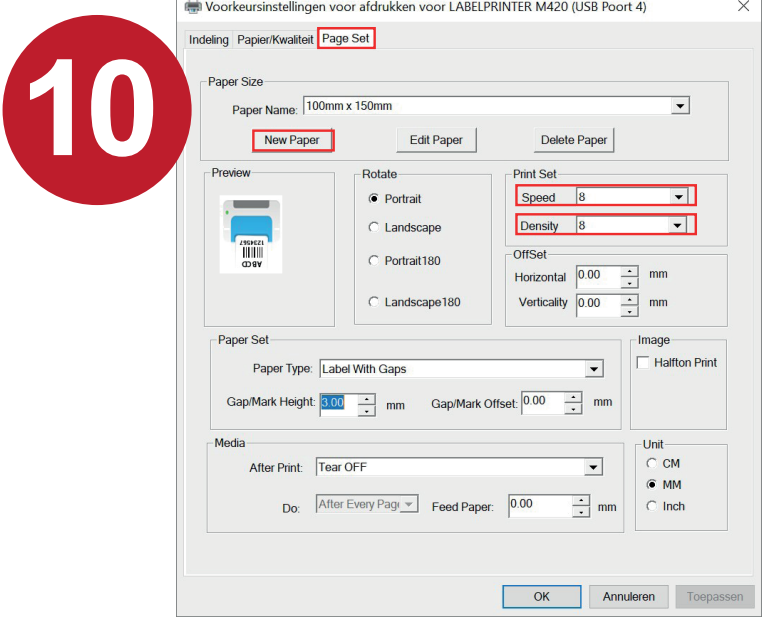 10
Voorkeursinstellingen voor afdrukken voor LABELPRINTER M420 (USB Poort 4)
Indeling Papier/Kwaliteit Page Set
Paper Size
Paper Name: 100mm x 150mm
New Paper Edit Paper Delete Paper
Preview
1234567
ABCD
Rotate
Portrait
Landscape
Portrait180
Landscape180
Print Set
Speed 8
Density 8
OffSet
Horizontal 0.00 mm
Verticality 0.00 mm
Paper Set
Paper Type: Label With Gaps
Gap/Mark Height: 3.00 mm Gap/Mark Offset: 0.00 mm
Image
Halfton Print
Media
After Print: Tear OFF
Do: After Every Page Feed Paper: 0.00 mm
Unit
CM
MM
Inch
OK Annuleren Toepassen